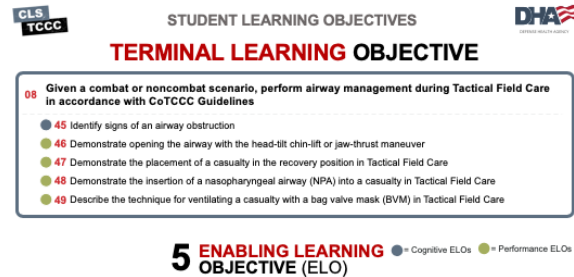 CLS
TCCC
STUDENT LEARNING OBJECTIVES
DHA
DEFENSE HEALTH AGENCY
TERMINAL LEARNING OBJECTIVE
08 Given a combat or noncombat scenario, perform airway management during Tactical Field Care
in accordance with CoTCCC Guidelines
45 Identify signs of an airway obstruction
46 Demonstrate opening the airway with the head-tilt chin-lift or jaw-thrust maneuver
47 Demonstrate the placement of a casualty in the recovery position in Tactical Field Care
48 Demonstrate the insertion of a nasopharyngeal airway (NPA) into a casualty in Tactical Field Care
49 Describe the technique for ventilating a casualty with a bag valve mask (BVM) in Tactical Field Care
5 ENABLING LEARNING
OBJECTIVE (ELO)
= Cognitive ELOs = Performance ELOs